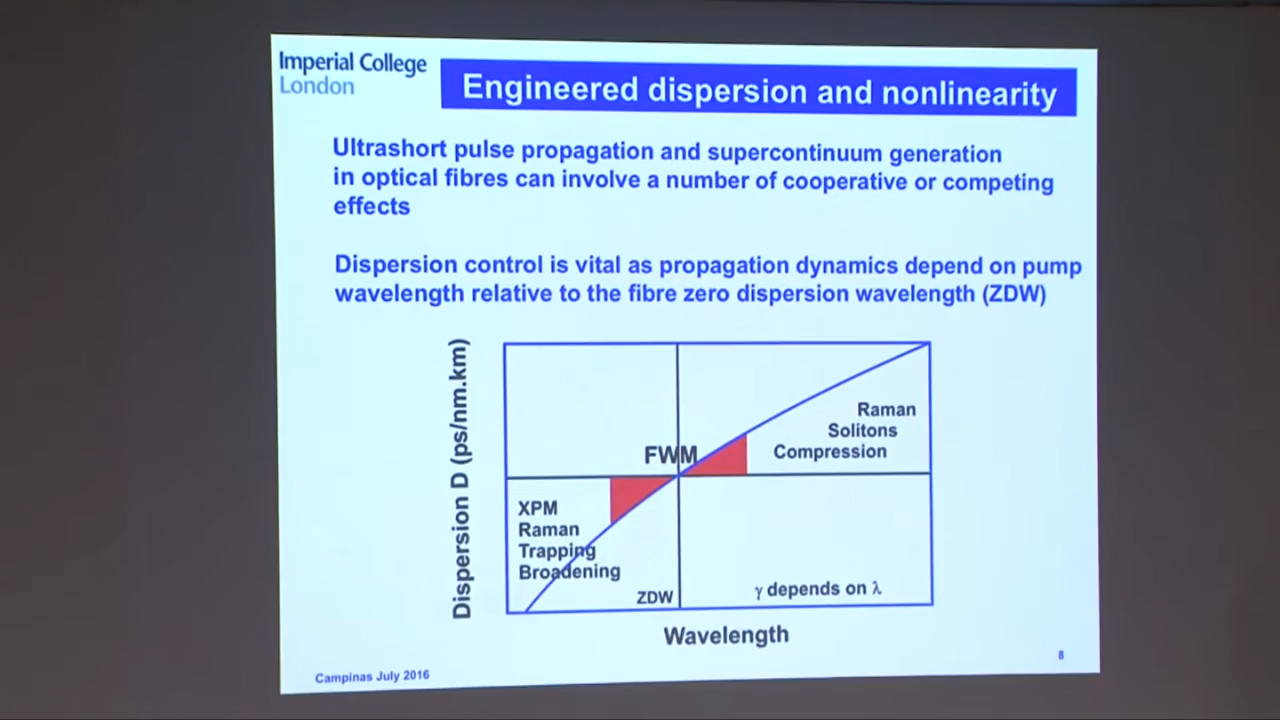 Imperial College
London
Engineered dispersion and nonlinearity
Ultrashort pulse propagation and supercontinuum generation
in optical fibres can involve a number of cooperative or competing
effects
Dispersion control is vital as propagation dynamics depend on pump
wavelength relative to the fibre zero dispersion wavelength (ZDW)
Dispersion D (ps/nm.km)
Raman
Solitons
Compression
FWM
XPM
Raman
Trapping
Broadening
ZDW
γ depends on λ
Wavelength
8
Campinas July 2016